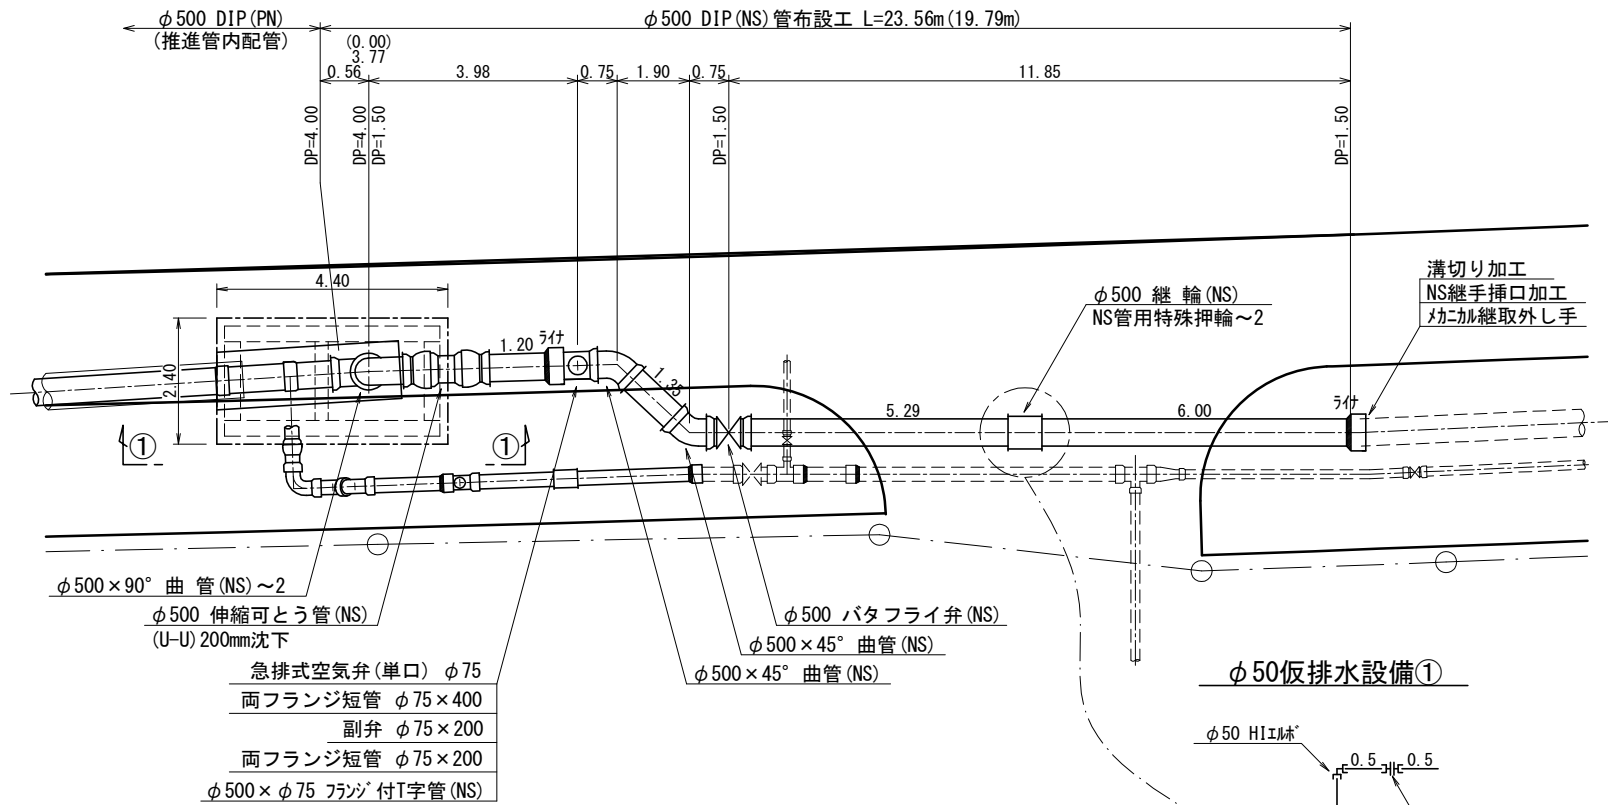 φ500 DIP(PN)
(推進管内配管)
φ500 DIP(NS)管布設工 L=23.56m(19.79m)
(0.00)
3.77
0.56
3.98
0.75
1.90
0.75
11.85
DP=4.00
DP=4.00
DP=1.50
DP=1.50
DP=1.50
4.40
2.40
1.20
ﾗｲﾅ
1.35
φ500 継 輪(NS)
NS管用特殊押輪～2
溝切り加工
NS継手挿口加工
ﾒｶﾆｶﾙ継取外し手
5.29
6.00
ﾗｲﾅ
①
①
φ500×90° 曲 管(NS)～2
φ500 伸縮可とう管(NS)
(U-U)200mm沈下
φ500 バタフライ弁(NS)
φ500×45° 曲管(NS)
φ500×45° 曲管(NS)
急排式空気弁(単口) φ75
両フランジ短管 φ75×400
副弁 φ75×200
両フランジ短管 φ75×200
φ500×φ75 ﾌﾗﾝｼﾞ付T字管(NS)
φ50仮排水設備①
φ50 HIｴﾙﾎﾞ
0.5
0.5